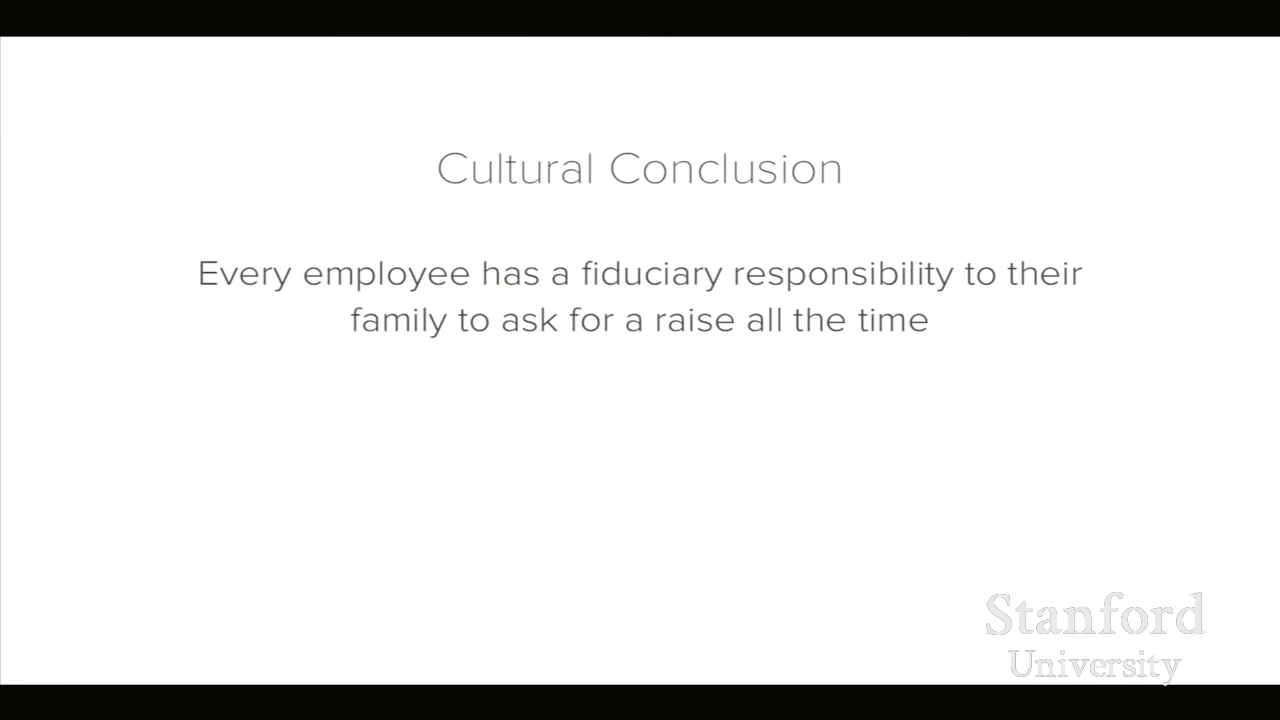 Cultural Conclusion
Every employee has a fiduciary responsibility to their
family to ask for a raise all the time
Stanford
University